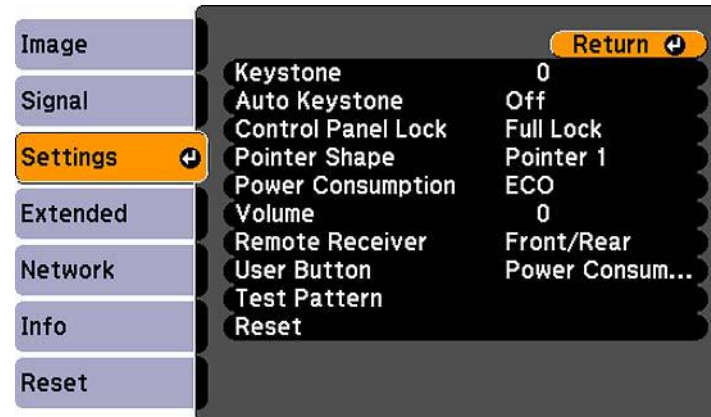 Image
Signal
Settings
Extended
Network
Info
Reset
Return
Keystone 0
Auto Keystone Off
Control Panel Lock Full Lock
Pointer Shape Pointer 1
Power Consumption ECO
Volume 0
Remote Receiver Front/Rear
User Button Power Consum...
Test Pattern
Reset